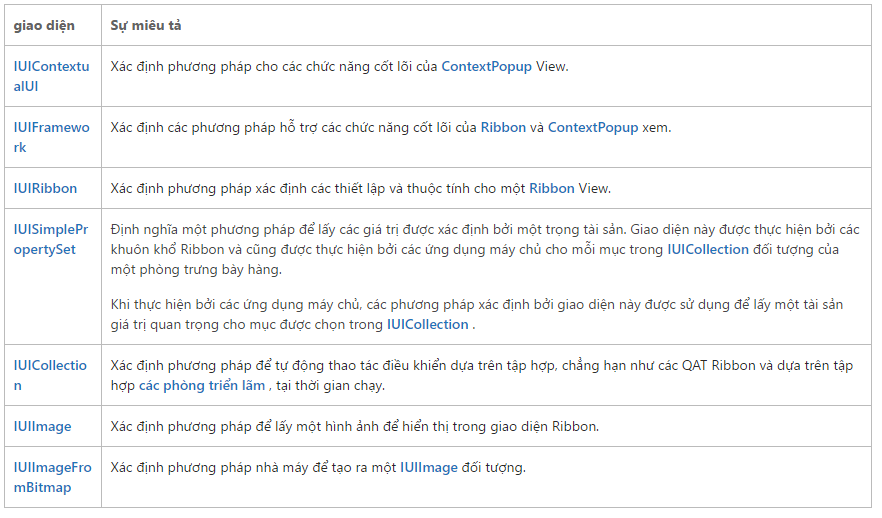 giao diện
Sự miêu tả
IUIContextu
alUI
Xác định phương pháp cho các chức năng cốt lõi của ContextPopup View.
IUIFramewo
rk
Xác định các phương pháp hỗ trợ các chức năng cốt lõi của Ribbon và ContextPopup xem.
IUIRibbon
Xác định phương pháp xác định các thiết lập và thuộc tính cho một Ribbon View.
IUISimplePr
opertySet
Định nghĩa một phương pháp để lấy các giá trị được xác định bởi một trọng tài sản. Giao diện này được thực hiện bởi các
khuôn khổ Ribbon và cũng được thực hiện bởi các ứng dụng máy chủ cho mỗi mục trong IUICollection đối tượng của
một phòng trưng bày hàng.
Khi thực hiện bởi các ứng dụng máy chủ, các phương pháp xác định bởi giao diện này được sử dụng để lấy một tài sản
giá trị quan trọng cho mục được chọn trong IUICollection .
IUICollectio
n
Xác định phương pháp để tự động thao tác điều khiển dựa trên tập hợp, chẳng hạn như các QAT Ribbon và dựa trên tập
hợp các phòng triển lãm , tại thời gian chạy.
IUIImage
Xác định phương pháp để lấy một hình ảnh để hiển thị trong giao diện Ribbon.
IUIImageFro
mBitmap
Xác định phương pháp nhà máy để tạo ra một IUIImage đối tượng.